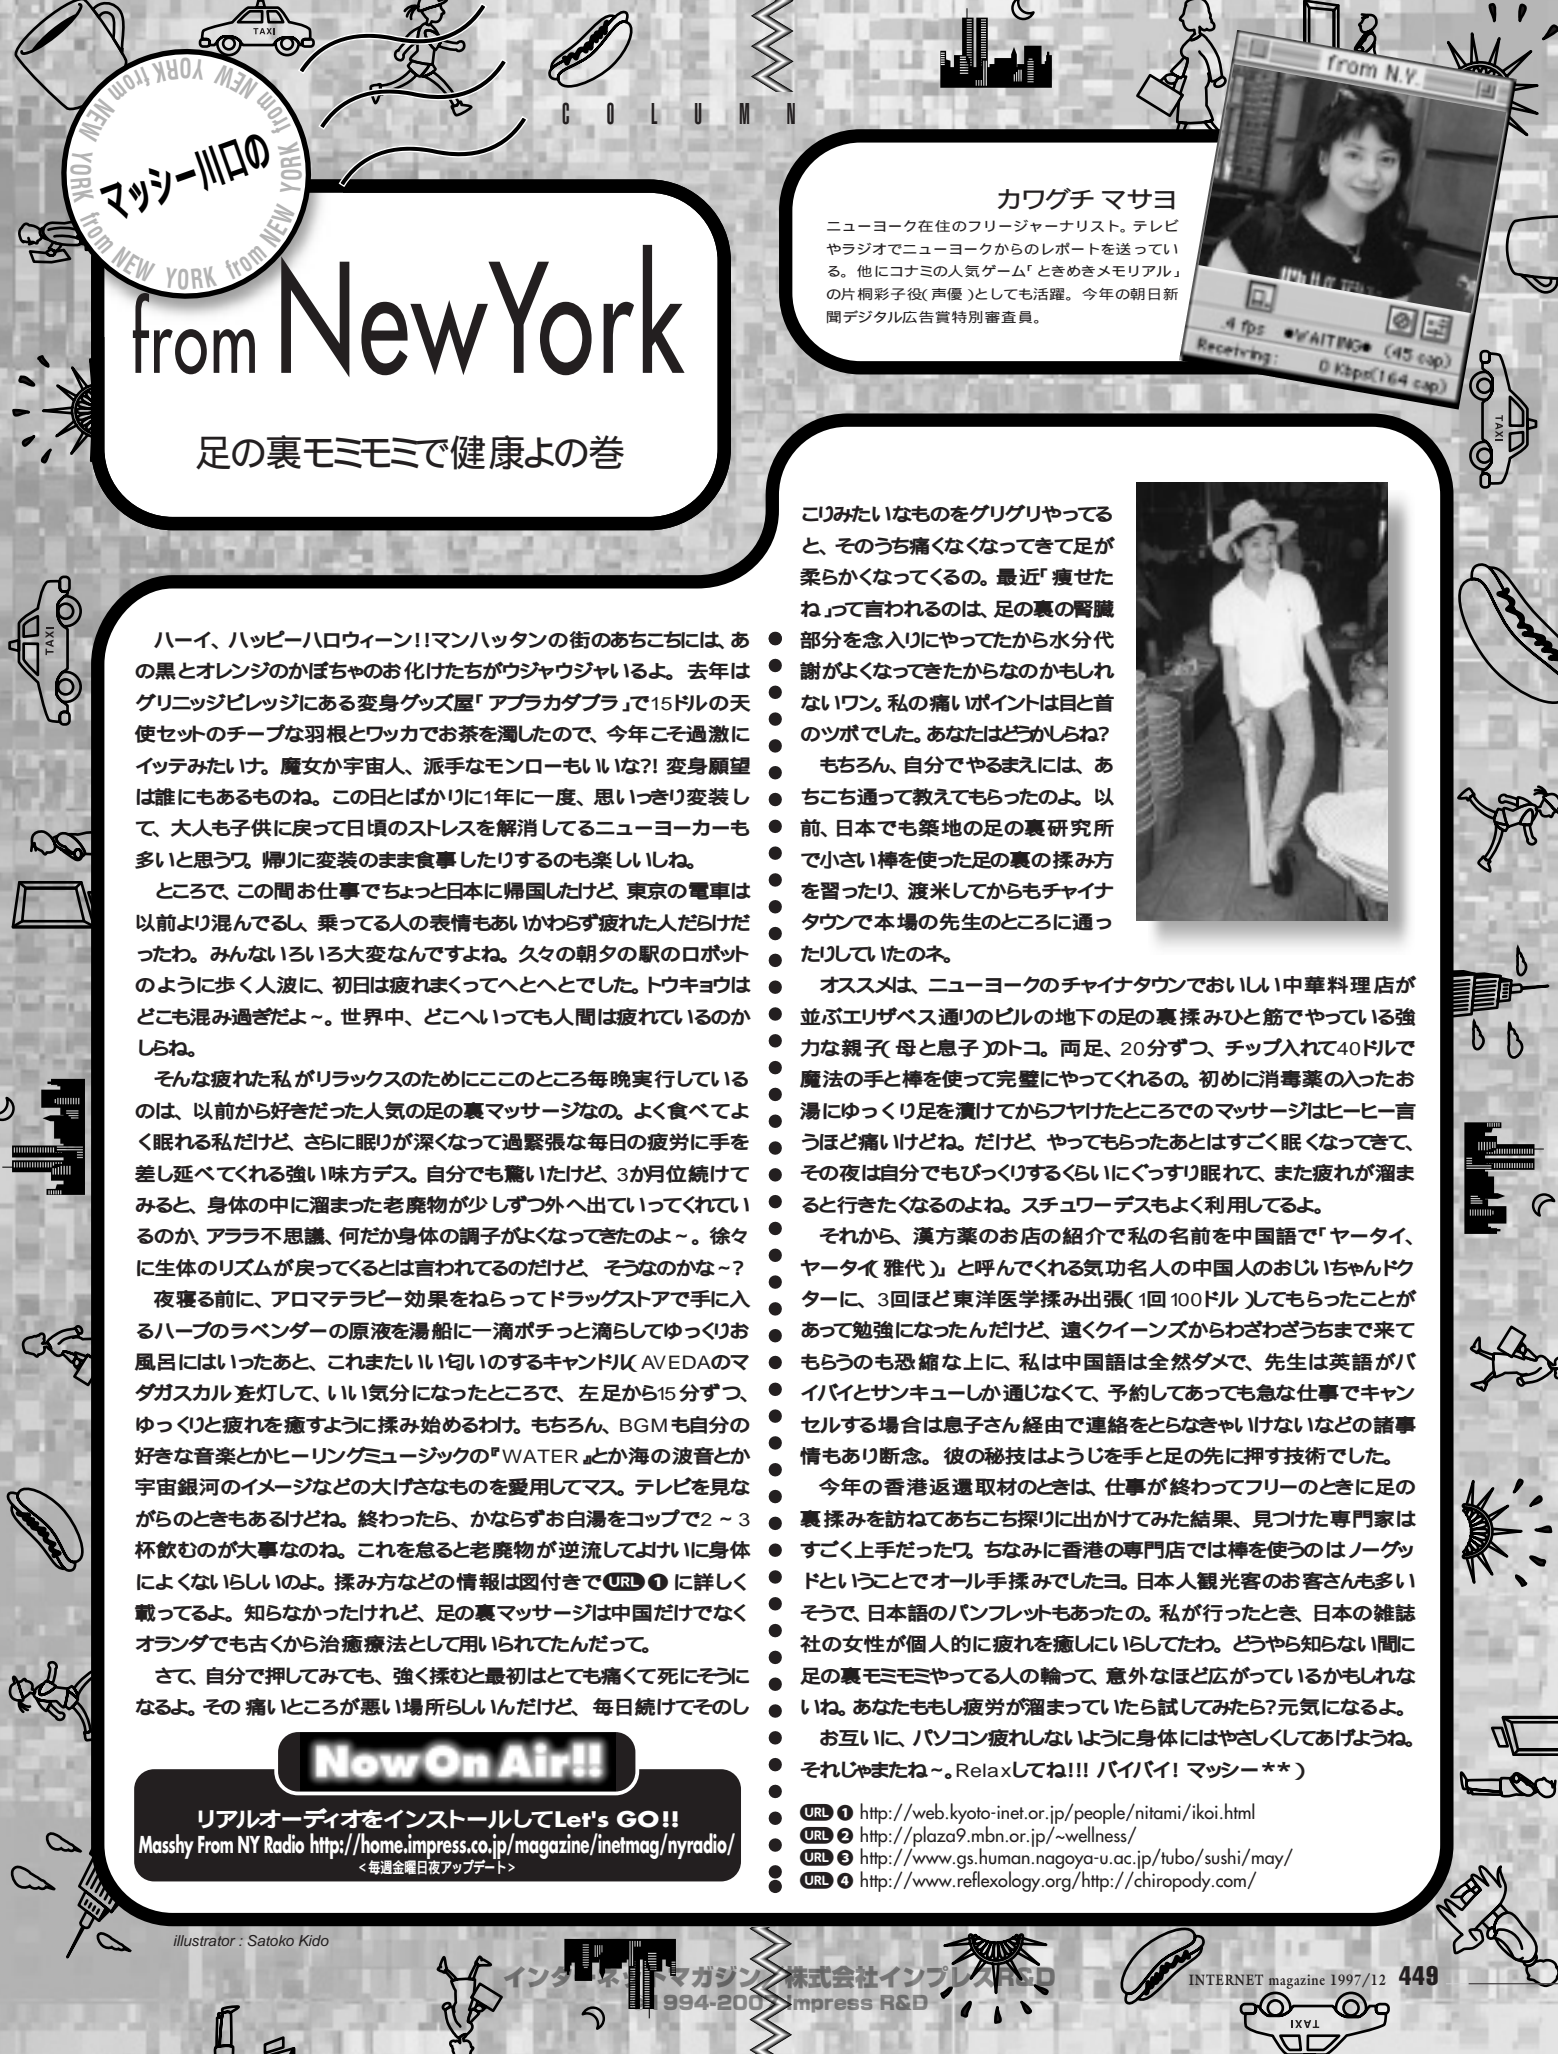 COLUMN
from NEW YORK from NEW YORK from NEW YORK from NEW YORK
マッシー川口の
from NewYork
足の裏モミモミで健康よの巻
カワグチ マサヨ
ニューヨーク在住のフリージャーナリスト。テレビ
やラジオでニューヨークからのレポートを送ってい
る。他にコナミの人気ゲーム「ときめきメモリアル」
の片桐彩子役(声優)としても活躍。今年の朝日新
聞デジタル広告賞特別審査員。
from N.Y.
.4 fps ●WAITING● (45 cap)
Receiving: 0 Kbps(164 cap)
ハーイ、ハッピーハロウィーン!!マンハッタンの街のあちこちには、あ
の黒とオレンジのかぼちゃのお化けたちがウジャウジャいるよ。去年は
グリニッジビレッジにある変身グッズ屋「アブラカダブラ」で15ドルの天
使セットのチープな羽根とワッカでお茶を濁したので、今年こそ過激に
イッテみたいナ。魔女か宇宙人、派手なモンローもいいな?!変身願望
は誰にもあるものね。この日とばかりに1年に一度、思いっきり変装し
て、大人も子供に戻って日頃のストレスを解消してるニューヨーカーも
多いと思うワ。帰りに変装のまま食事したりするのも楽しいしね。
ところで、この間お仕事でちょっと日本に帰国したけど、東京の電車は
以前より混んでるし、乗ってる人の表情もあいかわらず疲れた人だらけだ
ったわ。みんないろいろ大変なんですよね。久々の朝夕の駅のロボット
のように歩く人波に、初日は疲れまくってへとへとでした。トウキョウは
どこも混み過ぎだよ~。世界中、どこへいっても人間は疲れているのか
しらね。
そんな疲れた私がリラックスのためにここのところ毎晩実行している
のは、以前から好きだった人気の足の裏マッサージなの。よく食べてよ
く眠れる私だけど、さらに眠りが深くなって過緊張な毎日の疲労に手を
差し延べてくれる強い味方デス。自分でも驚いたけど、3か月位続けて
みると、身体の中に溜まった老廃物が少しずつ外へ出ていってくれてい
るのか、アララ不思議、何だか身体の調子がよくなってきたのよ~。徐々
に生体のリズムが戻ってくるとは言われてるのだけど、そうなのかな~?
夜寝る前に、アロマテラピー効果をねらってドラッグストアで手に入
るハーブのラベンダーの原液を湯船に一滴ポチっと滴らしてゆっくりお
風呂にはいったあと、これまたいい匂いのするキャンドル(AVEDAのマ
ダガスカル)を灯して、いい気分になったところで、左足から15分ずつ、
ゆっくりと疲れを癒すように揉み始めるわけ。もちろん、BGMも自分の
好きな音楽とかヒーリングミュージックの『WATER』とか海の波音とか
宇宙銀河のイメージなどの大げさなものを愛用してマス。テレビを見な
がらのときもあるけどね。終わったら、かならずお白湯をコップで2~3
杯飲むのが大事なのね。これを怠ると老廃物が逆流してよけいに身体
によくないらしいのよ。揉み方などの情報は図付きでURL❶に詳しく
載ってるよ。知らなかったけれど、足の裏マッサージは中国だけでなく
オランダでも古くから治癒療法として用いられてたんだって。
さて、自分で押してみても、強く揉むと最初はとても痛くて死にそうに
なるよ。その痛いところが悪い場所らしいんだけど、毎日続けてそのし
こりみたいなものをグリグリやってる
と、そのうち痛くなくなってきて足が
柔らかくなってくるの。最近「痩せた
ね」って言われるのは、足の裏の腎臓
部分を念入りにやってたから水分代
謝がよくなってきたからなのかもしれ
ないワン。私の痛いポイントは目と首
のツボでした。あなたはどうかしらね?
もちろん、自分でやるまえには、あ
ちこち通って教えてもらったのよ。以
前、日本でも築地の足の裏研究所
で小さい棒を使った足の裏の揉み方
を習ったり、渡米してからもチャイナ
タウンで本場の先生のところに通っ
たりしていたのネ。
オススメは、ニューヨークのチャイナタウンでおいしい中華料理店が
並ぶエリザベス通りのビルの地下の足の裏揉みひと筋でやっている強
力な親子(母と息子)のトコ。両足、20分ずつ、チップ入れて40ドルで
魔法の手と棒を使って完璧にやってくれるの。初めに消毒薬の入ったお
湯にゆっくり足を漬けてからフヤけたところでのマッサージはヒーヒー言
うほど痛いけどね。だけど、やってもらったあとはすごく眠くなってきて、
その夜は自分でもびっくりするくらいにぐっすり眠れて、また疲れが溜ま
ると行きたくなるのよね。スチュワーデスもよく利用してるよ。
それから、漢方薬のお店の紹介で私の名前を中国語で「ヤータイ、
ヤータイ(雅代)」と呼んでくれる気功名人の中国人のおじいちゃんドク
ターに、3回ほど東洋医学揉み出張(1回100ドル)してもらったことが
あって勉強になったんだけど、遠くクイーンズからわざわざうちまで来て
もらうのも恐縮な上に、私は中国語は全然ダメで、先生は英語がバ
イバイとサンキューしか通じなくて、予約してあっても急な仕事でキャン
セルする場合は息子さん経由で連絡をとらなきゃいけないなどの諸事
情もあり断念。彼の秘技はようじを手と足の先に押す技術でした。
今年の香港返還取材のときは、仕事が終わってフリーのときに足の
裏揉みを訪ねてあちこち探りに出かけてみた結果、見つけた専門家は
すごく上手だったワ。ちなみに香港の専門店では棒を使うのはノーグッ
ドということでオール手揉みでしたヨ。日本人観光客のお客さんも多い
そうで、日本語のパンフレットもあったの。私が行ったとき、日本の雑誌
社の女性が個人的に疲れを癒しにいらしてたわ。どうやら知らない間に
足の裏モミモミやってる人の輪って、意外なほど広がっているかもしれな
いね。あなたももし疲労が溜まっていたら試してみたら?元気になるよ。
お互いに、パソコン疲れしないように身体にはやさしくしてあげようね。
それじゃまたね~。Relaxしてね!!! バイバイ! マッシー**)
URL❶ http://web.kyoto-inet.or.jp/people/nitami/ikoi.html
URL❷ http://plaza9.mbn.or.jp/~wellness/
URL❸ http://www.gs.human.nagoya-u.ac.jp/tubo/sushi/may/
URL❹ http://www.reflexology.org/http://chiropody.com/
Now On Air!!
リアルオーディオをインストールしてLet's GO!!
Masshy From NY Radio http://home.impress.co.jp/magazine/inetmag/nyradio/
<毎週金曜日夜アップデート>
illustrator : Satoko Kido
INTERNET magazine 1997/12 449
TAXI
TAXI
TAXI
TAXI